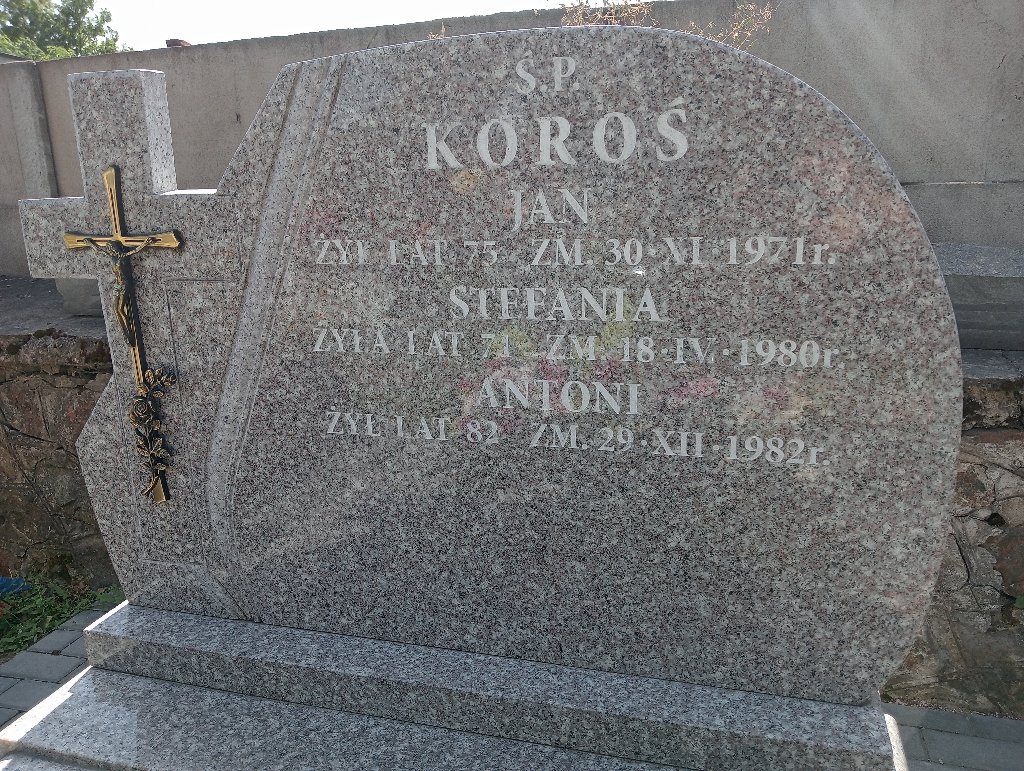 Ś.P.
KOROŚ
JAN
ŻYŁ LAT 75 ZM. 30·XI·1971r.
STEFANIA
ŻYŁA LAT 71 ZM. 18·IV·1980r.
ANTONI
ŻYŁ LAT 82 ZM. 29·XII·1982r.